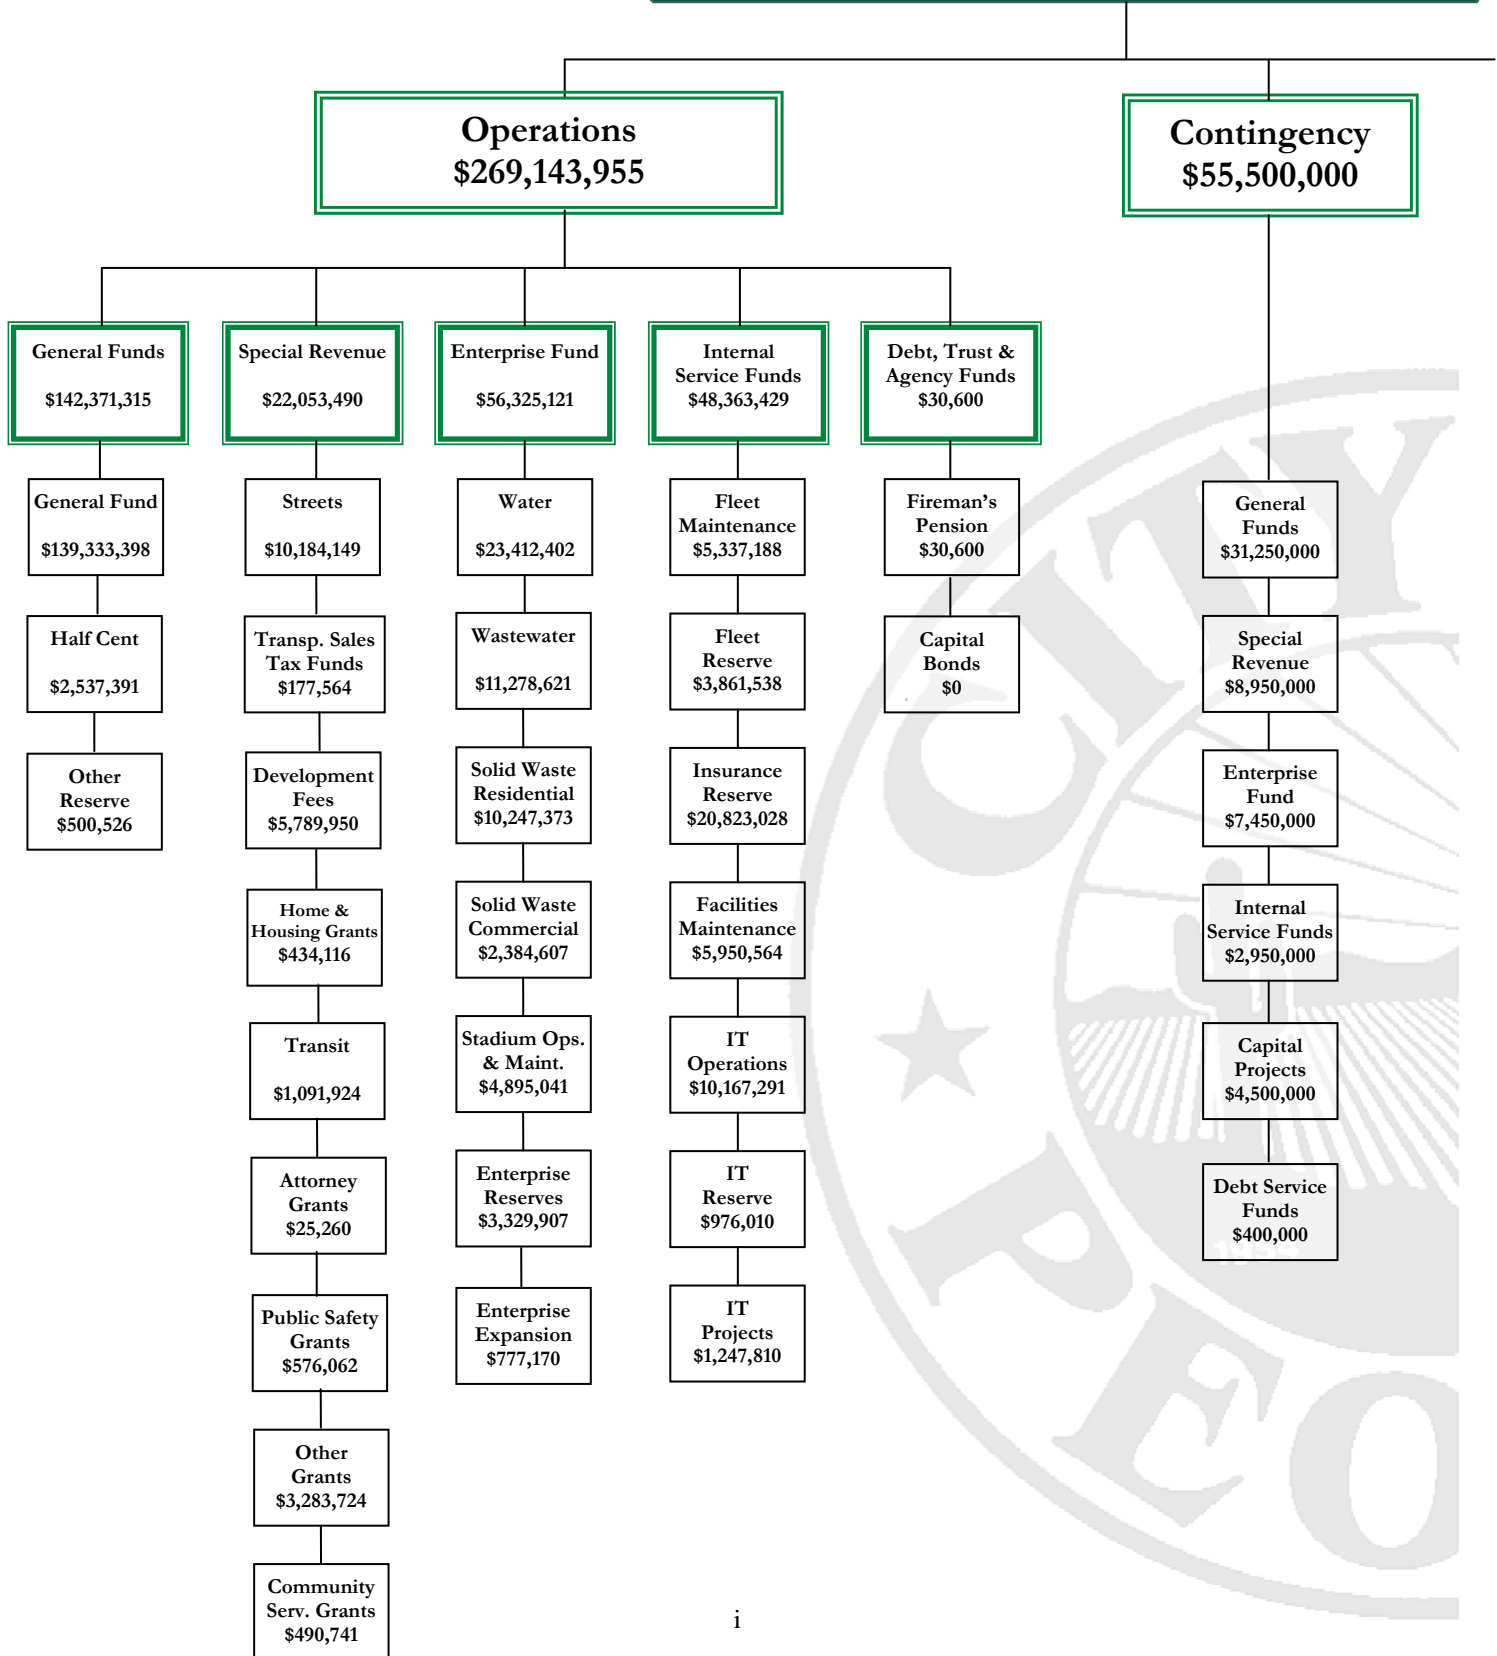 Operations
$269,143,955
Contingency
$55,500,000
General Funds
$142,371,315
Special Revenue
$22,053,490
Enterprise Fund
$56,325,121
Internal
Service Funds
$48,363,429
Debt, Trust &
Agency Funds
$30,600
General Fund
$139,333,398
Half Cent
$2,537,391
Other
Reserve
$500,526
Streets
$10,184,149
Transp. Sales
Tax Funds
$177,564
Development
Fees
$5,789,950
Home &
Housing Grants
$434,116
Transit
$1,091,924
Attorney
Grants
$25,260
Public Safety
Grants
$576,062
Other
Grants
$3,283,724
Community
Serv. Grants
$490,741
Water
$23,412,402
Wastewater
$11,278,621
Solid Waste
Residential
$10,247,373
Solid Waste
Commercial
$2,384,607
Stadium Ops.
& Maint.
$4,895,041
Enterprise
Reserves
$3,329,907
Enterprise
Expansion
$777,170
Fleet
Maintenance
$5,337,188
Fleet
Reserve
$3,861,538
Insurance
Reserve
$20,823,028
Facilities
Maintenance
$5,950,564
IT
Operations
$10,167,291
IT
Reserve
$976,010
IT
Projects
$1,247,810
Fireman’s
Pension
$30,600
Capital
Bonds
$0
General
Funds
$31,250,000
Special
Revenue
$8,950,000
Enterprise
Fund
$7,450,000
Internal
Service Funds
$2,950,000
Capital
Projects
$4,500,000
Debt Service
Funds
$400,000
CITY
PEO
1954
i